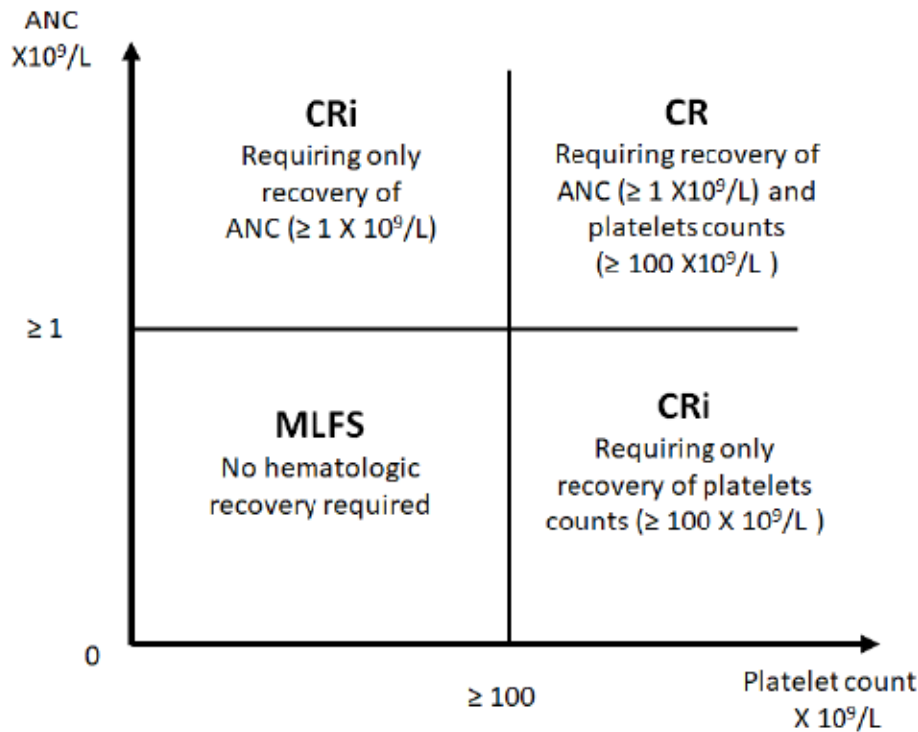 ANC
X10⁹/L
CRi
Requiring only
recovery of
ANC (≥ 1 X 10⁹/L)
CR
Requiring recovery of
ANC (≥ 1 X10⁹/L) and
platelets counts
(≥ 100 X10⁹/L )
≥ 1
MLFS
No hematologic
recovery required
CRi
Requiring only
recovery of platelets
counts (≥ 100 X 10⁹/L )
0
≥ 100
Platelet count
X 10⁹/L